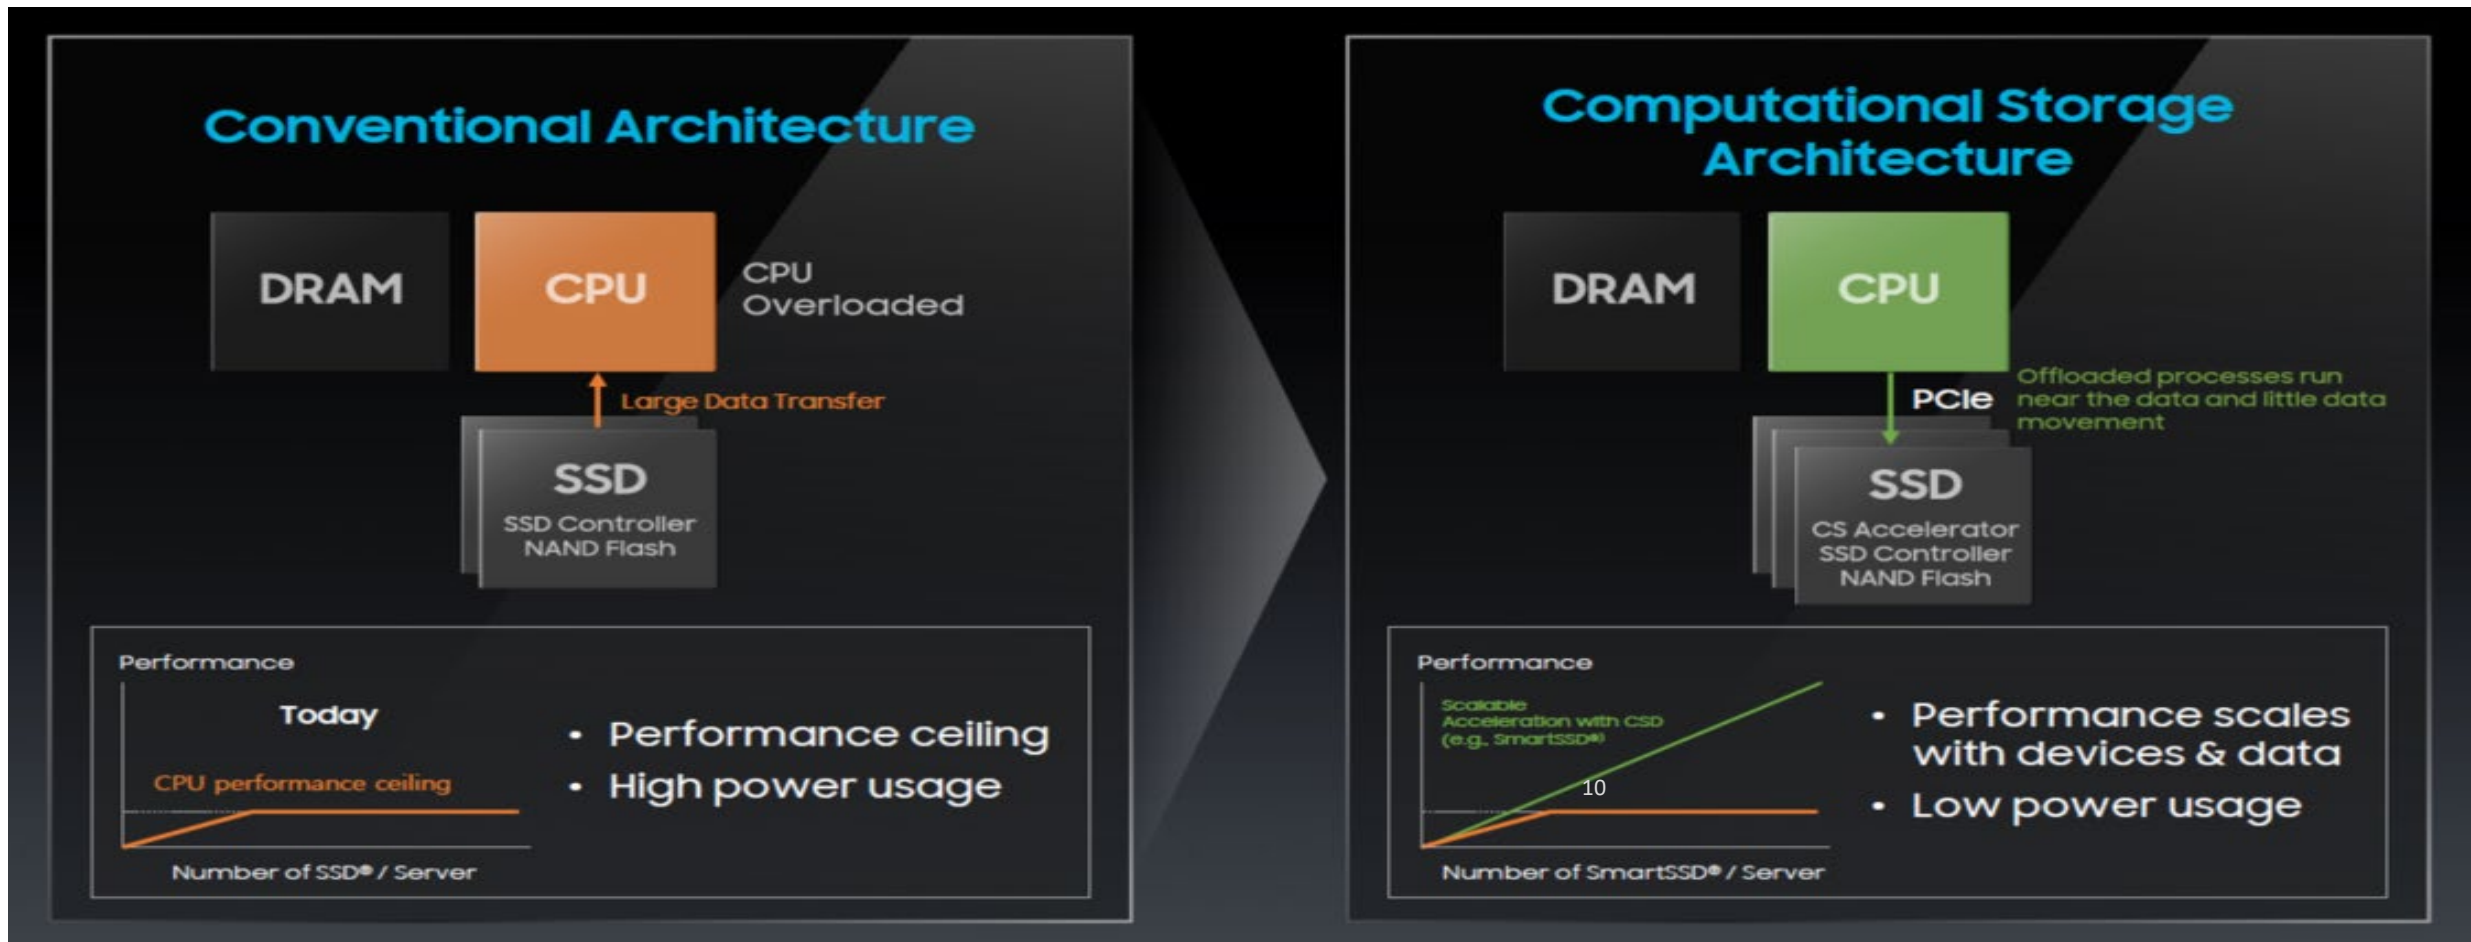 Conventional Architecture
DRAM
CPU
CPU
Overloaded
Large Data Transfer
SSD
SSD Controller
NAND Flash
Performance
Today
CPU performance ceiling
Number of SSD® / Server
• Performance ceiling
• High power usage
Computational Storage
Architecture
DRAM
CPU
PCIe
Offloaded processes run
near the data and little data
movement
SSD
CS Accelerator
SSD Controller
NAND Flash
Performance
Scalable
Acceleration with CSD
(e.g., SmartSSD®)
10
Number of SmartSSD® / Server
• Performance scales
with devices & data
• Low power usage